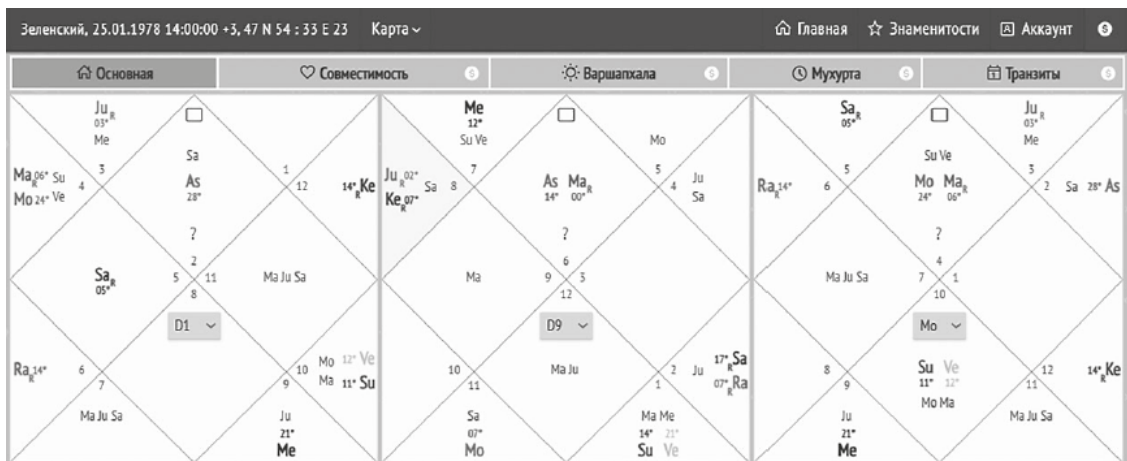 Зеленский, 25.01.1978 14:00:00 +3, 47 N 54 : 33 E 23 Карта Главная Знаменитости Аккаунт S
Основная Совместимость S Варшапхала S Мухурта S Транзиты S
Ju R
03°
Me
Sa
As
28°
?
3
1
12
14° R Ke
Ma R 06° Su
Mo 24° Ve
4
Sa R
05°
2
5 11
8
Ma Ju Sa
D1
Ra R 14°
6
7
Ma Ju Sa
10
9
Mo 12° Ve
Ma 11° Su
Ju
21°
Me
Me
12°
Su Ve
7
Ju R 02°
Ke R 07°
Sa 8
As Ma R
14° 00°
?
Mo
5
4
Ju
Sa
Ma
6
9 3
12
D9
Ma Ju
10
11
Sa
07°
Mo
2
1
Ju
17° R Sa
07° R Ra
Ma Me
14° 21°
Su Ve
Sa R
05°
5
Ra R 14°
6
Su Ve
Mo Ma R
24° 06°
?
Ju R
03°
Me
3
2 Sa 28° As
Ma Ju Sa
4
7 1
10
Mo
8
9
Su Ve
11° 12°
Mo Ma
12
11
14° R Ke
Ju
21°
Me
Ma Ju Sa